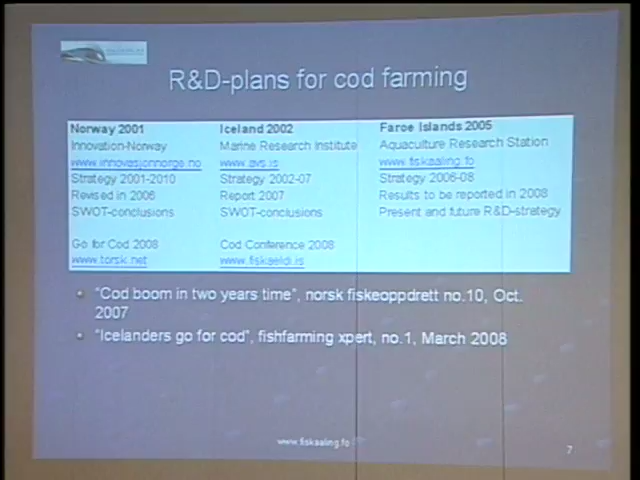 R&D-plans for cod farming
Norway 2001
Innovation-Norway
www.innovasjonnorge.no
Strategy 2001-2010
Revised in 2006
SWOT-conclusions
Go for Cod 2008
www.torsk.net
Iceland 2002
Marine Research Institute
www.avs.is
Strategy 2002-07
Report 2007
SWOT-conclusions
Cod Conference 2008
www.fiskaeldi.is
Faroe Islands 2005
Aquaculture Research Station
www.fiskaaling.fo
Strategy 2006-08
Results to be reported in 2008
Present and future R&D-strategy
• "Cod boom in two years time", norsk fiskeoppdrett no.10, Oct.
2007
• "Icelanders go for cod", fishfarming xpert, no.1, March 2008
www.fiskaaling.fo
7